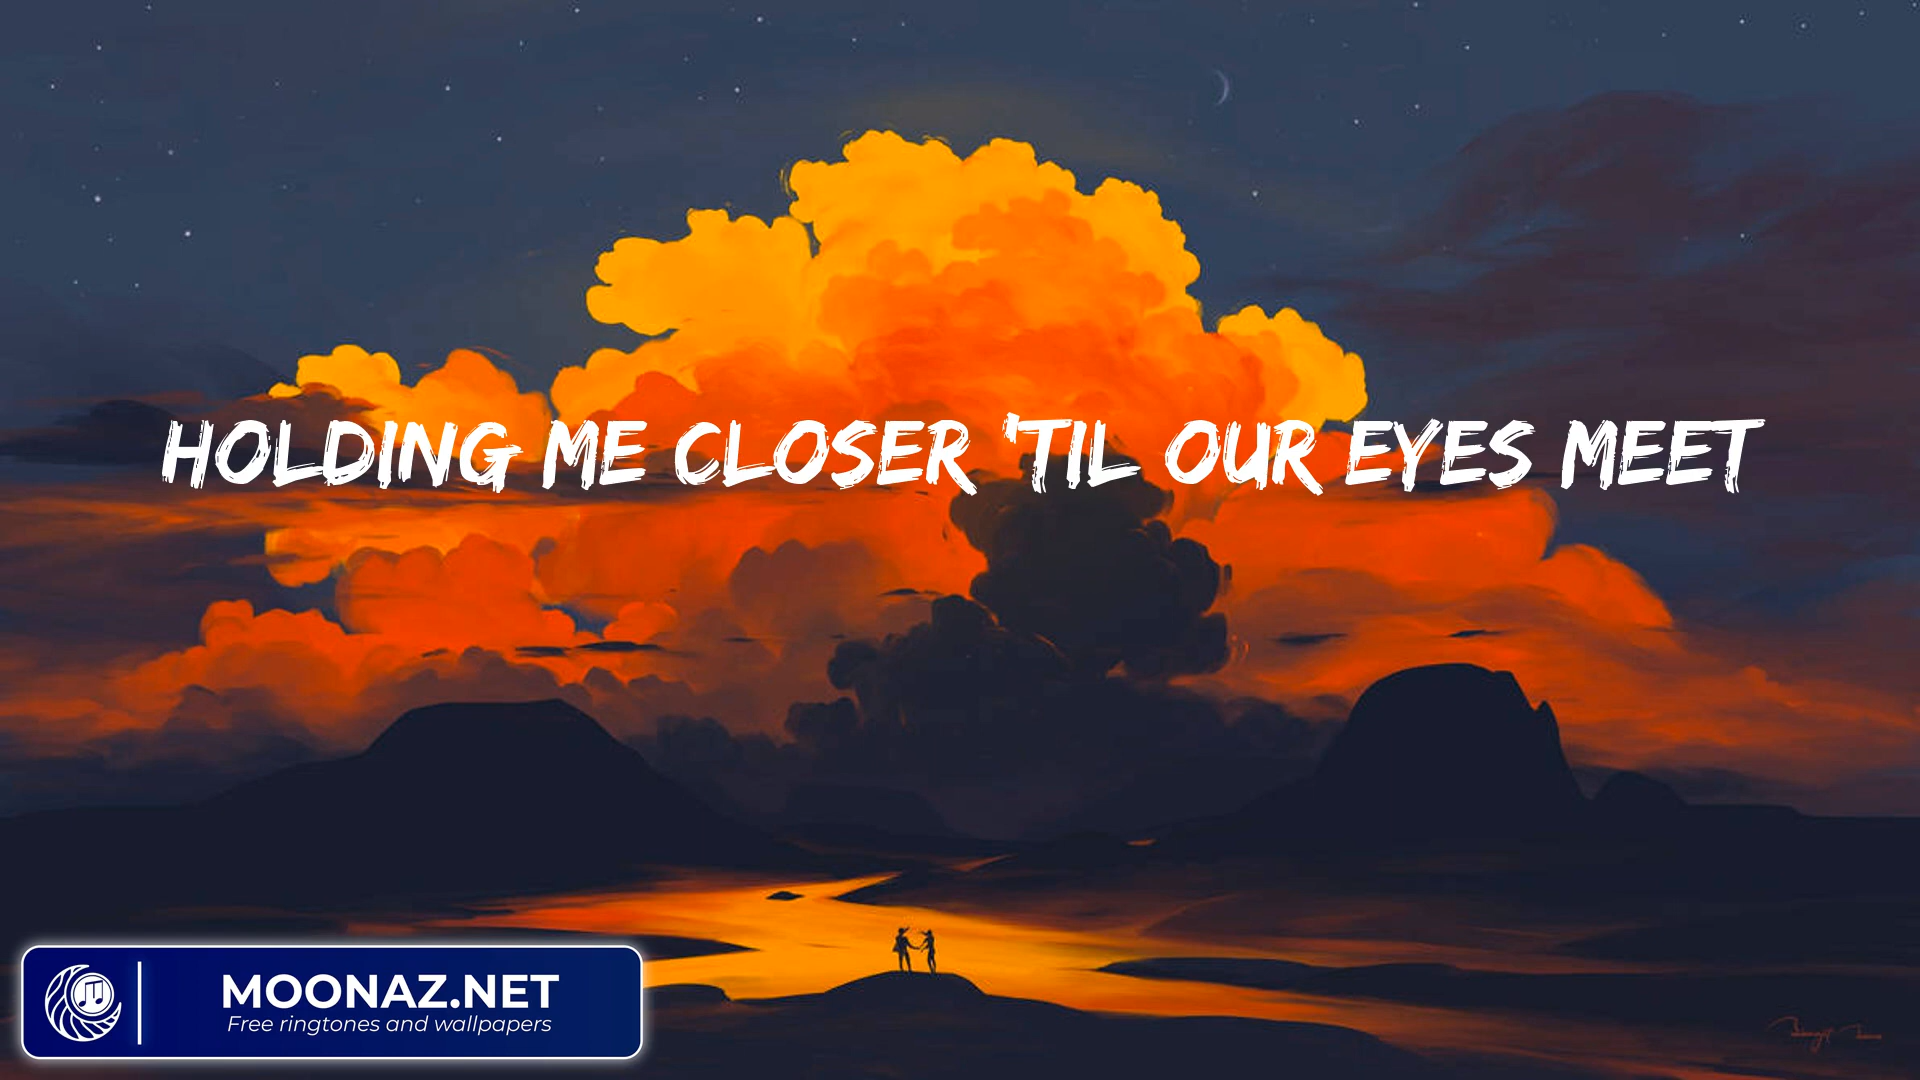 HOLDING ME CLOSER 'TIL OUR EYES MEET
MOONAZ.NET
Free ringtones and wallpapers